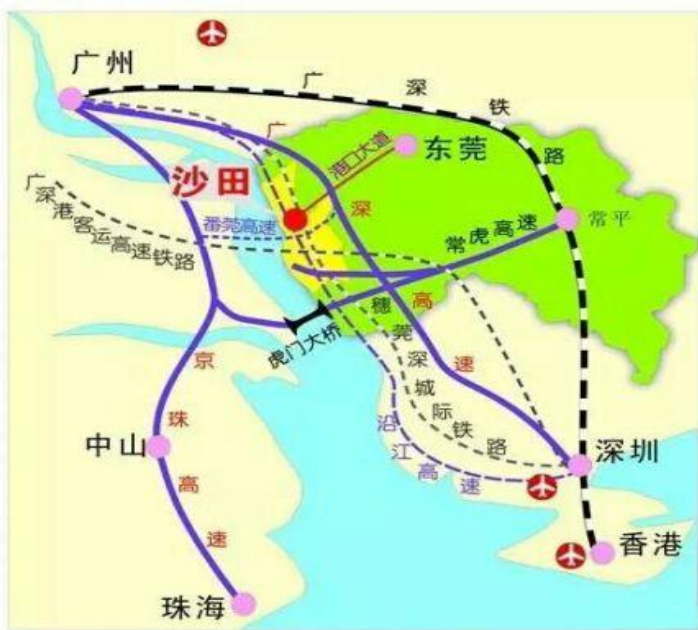 广州
广深铁路
东莞
港口大道
沙田
广深高速
常平
常虎高速
番莞高速
广深港客运高速铁路
虎门大桥
穗莞深城际铁路
沿江高速
京珠高速
中山
深圳
香港
珠海